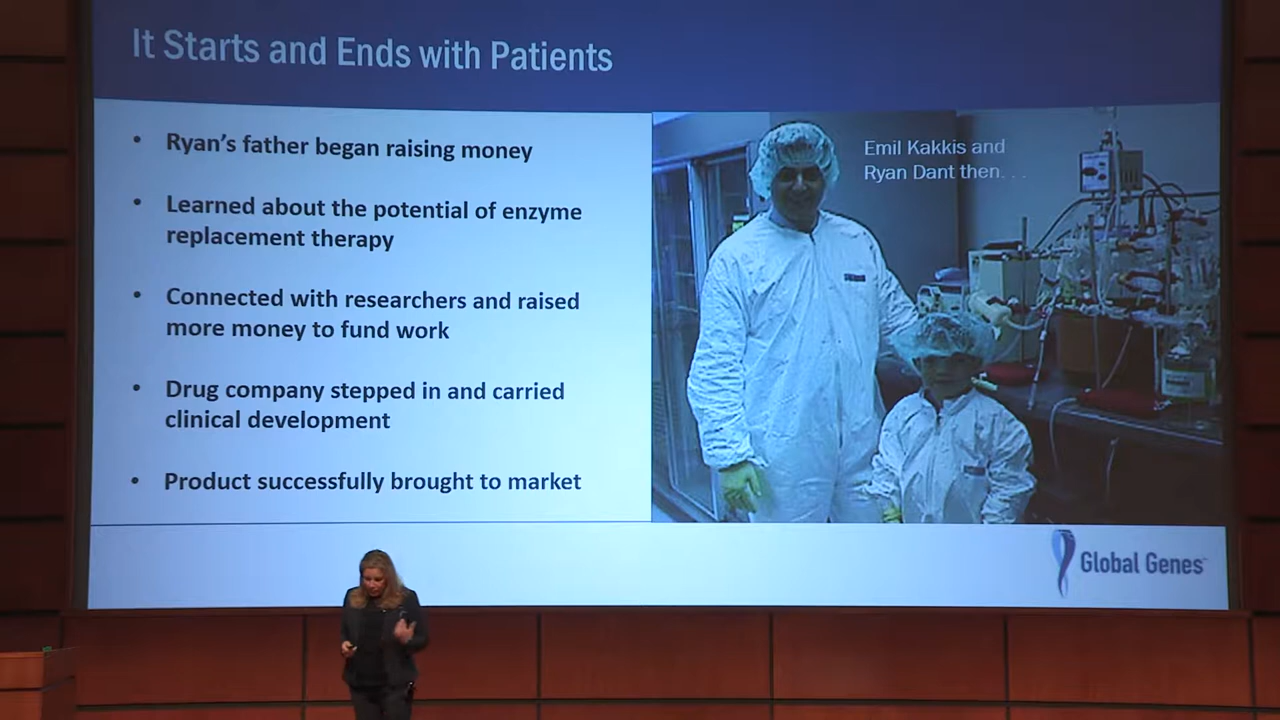 It Starts and Ends with Patients
• Ryan's father began raising money
• Learned about the potential of enzyme
replacement therapy
• Connected with researchers and raised
more money to fund work
• Drug company stepped in and carried
clinical development
• Product successfully brought to market
Emil Kakkis and
Ryan Dant then. . .
Global Genes™